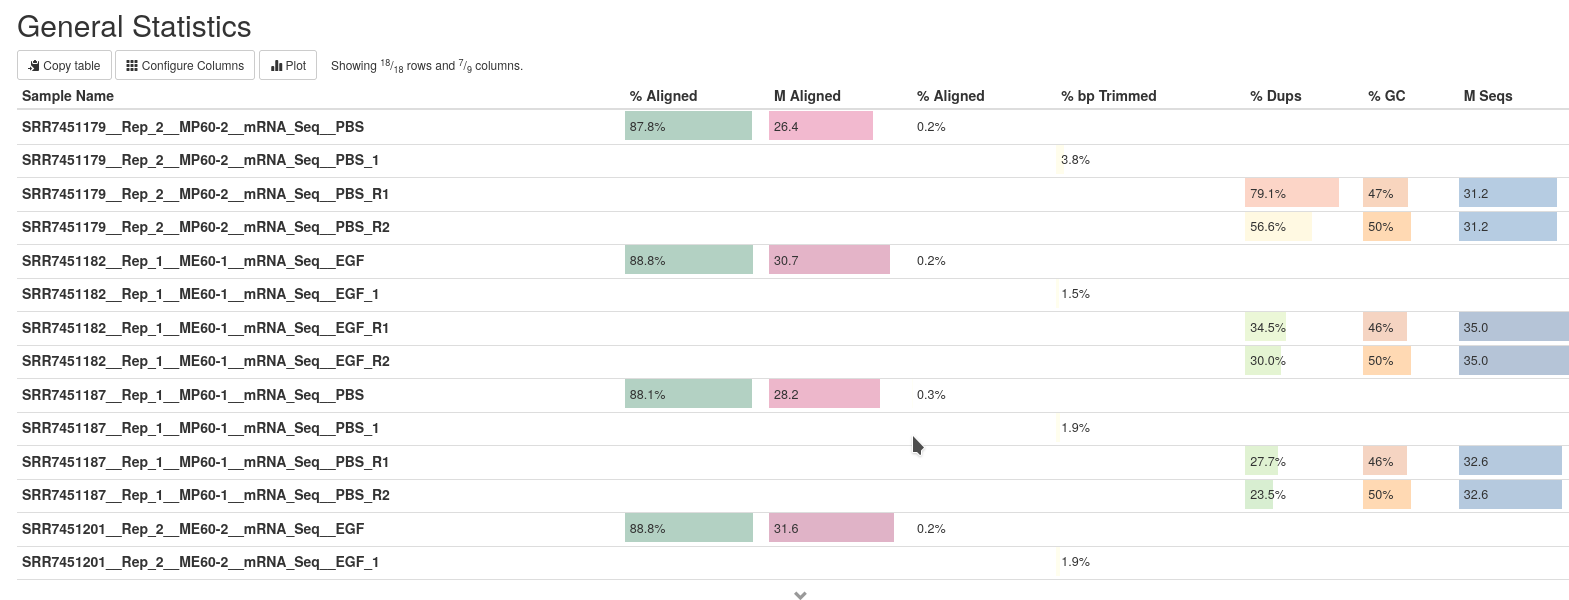 General Statistics
Copy table Configure Columns Plot Showing 18/18 rows and 7/9 columns.
Sample Name % Aligned M Aligned % Aligned % bp Trimmed % Dups % GC M Seqs
SRR7451179__Rep_2__MP60-2__mRNA_Seq__PBS 87.8% 26.4 0.2%
SRR7451179__Rep_2__MP60-2__mRNA_Seq__PBS_1 3.8%
SRR7451179__Rep_2__MP60-2__mRNA_Seq__PBS_R1 79.1% 47% 31.2
SRR7451179__Rep_2__MP60-2__mRNA_Seq__PBS_R2 56.6% 50% 31.2
SRR7451182__Rep_1__ME60-1__mRNA_Seq__EGF 88.8% 30.7 0.2%
SRR7451182__Rep_1__ME60-1__mRNA_Seq__EGF_1 1.5%
SRR7451182__Rep_1__ME60-1__mRNA_Seq__EGF_R1 34.5% 46% 35.0
SRR7451182__Rep_1__ME60-1__mRNA_Seq__EGF_R2 30.0% 50% 35.0
SRR7451187__Rep_1__MP60-1__mRNA_Seq__PBS 88.1% 28.2 0.3%
SRR7451187__Rep_1__MP60-1__mRNA_Seq__PBS_1 1.9%
SRR7451187__Rep_1__MP60-1__mRNA_Seq__PBS_R1 27.7% 46% 32.6
SRR7451187__Rep_1__MP60-1__mRNA_Seq__PBS_R2 23.5% 50% 32.6
SRR7451201__Rep_2__ME60-2__mRNA_Seq__EGF 88.8% 31.6 0.2%
SRR7451201__Rep_2__ME60-2__mRNA_Seq__EGF_1 1.9%